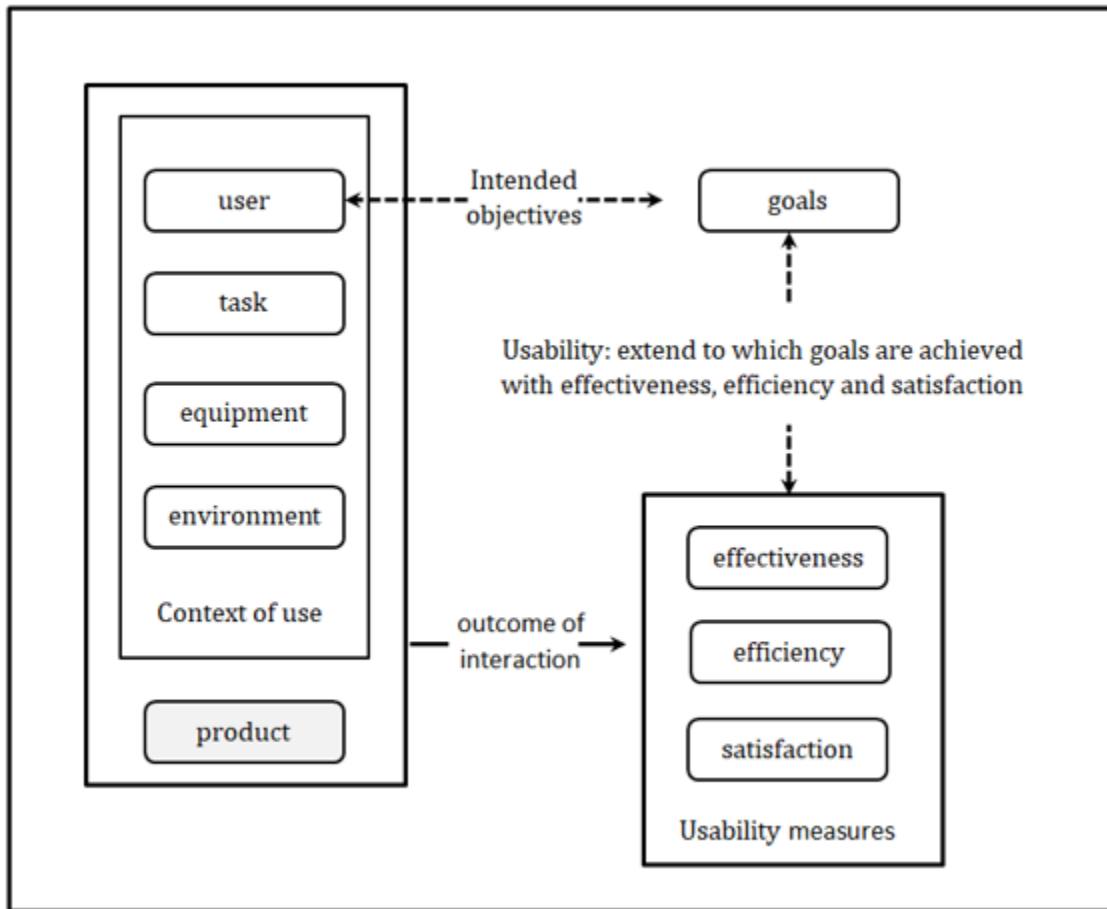 user
Intended
objectives
goals
task
Usability: extend to which goals are achieved
with effectiveness, efficiency and satisfaction
equipment
environment
Context of use
product
outcome of
interaction
effectiveness
efficiency
satisfaction
Usability measures